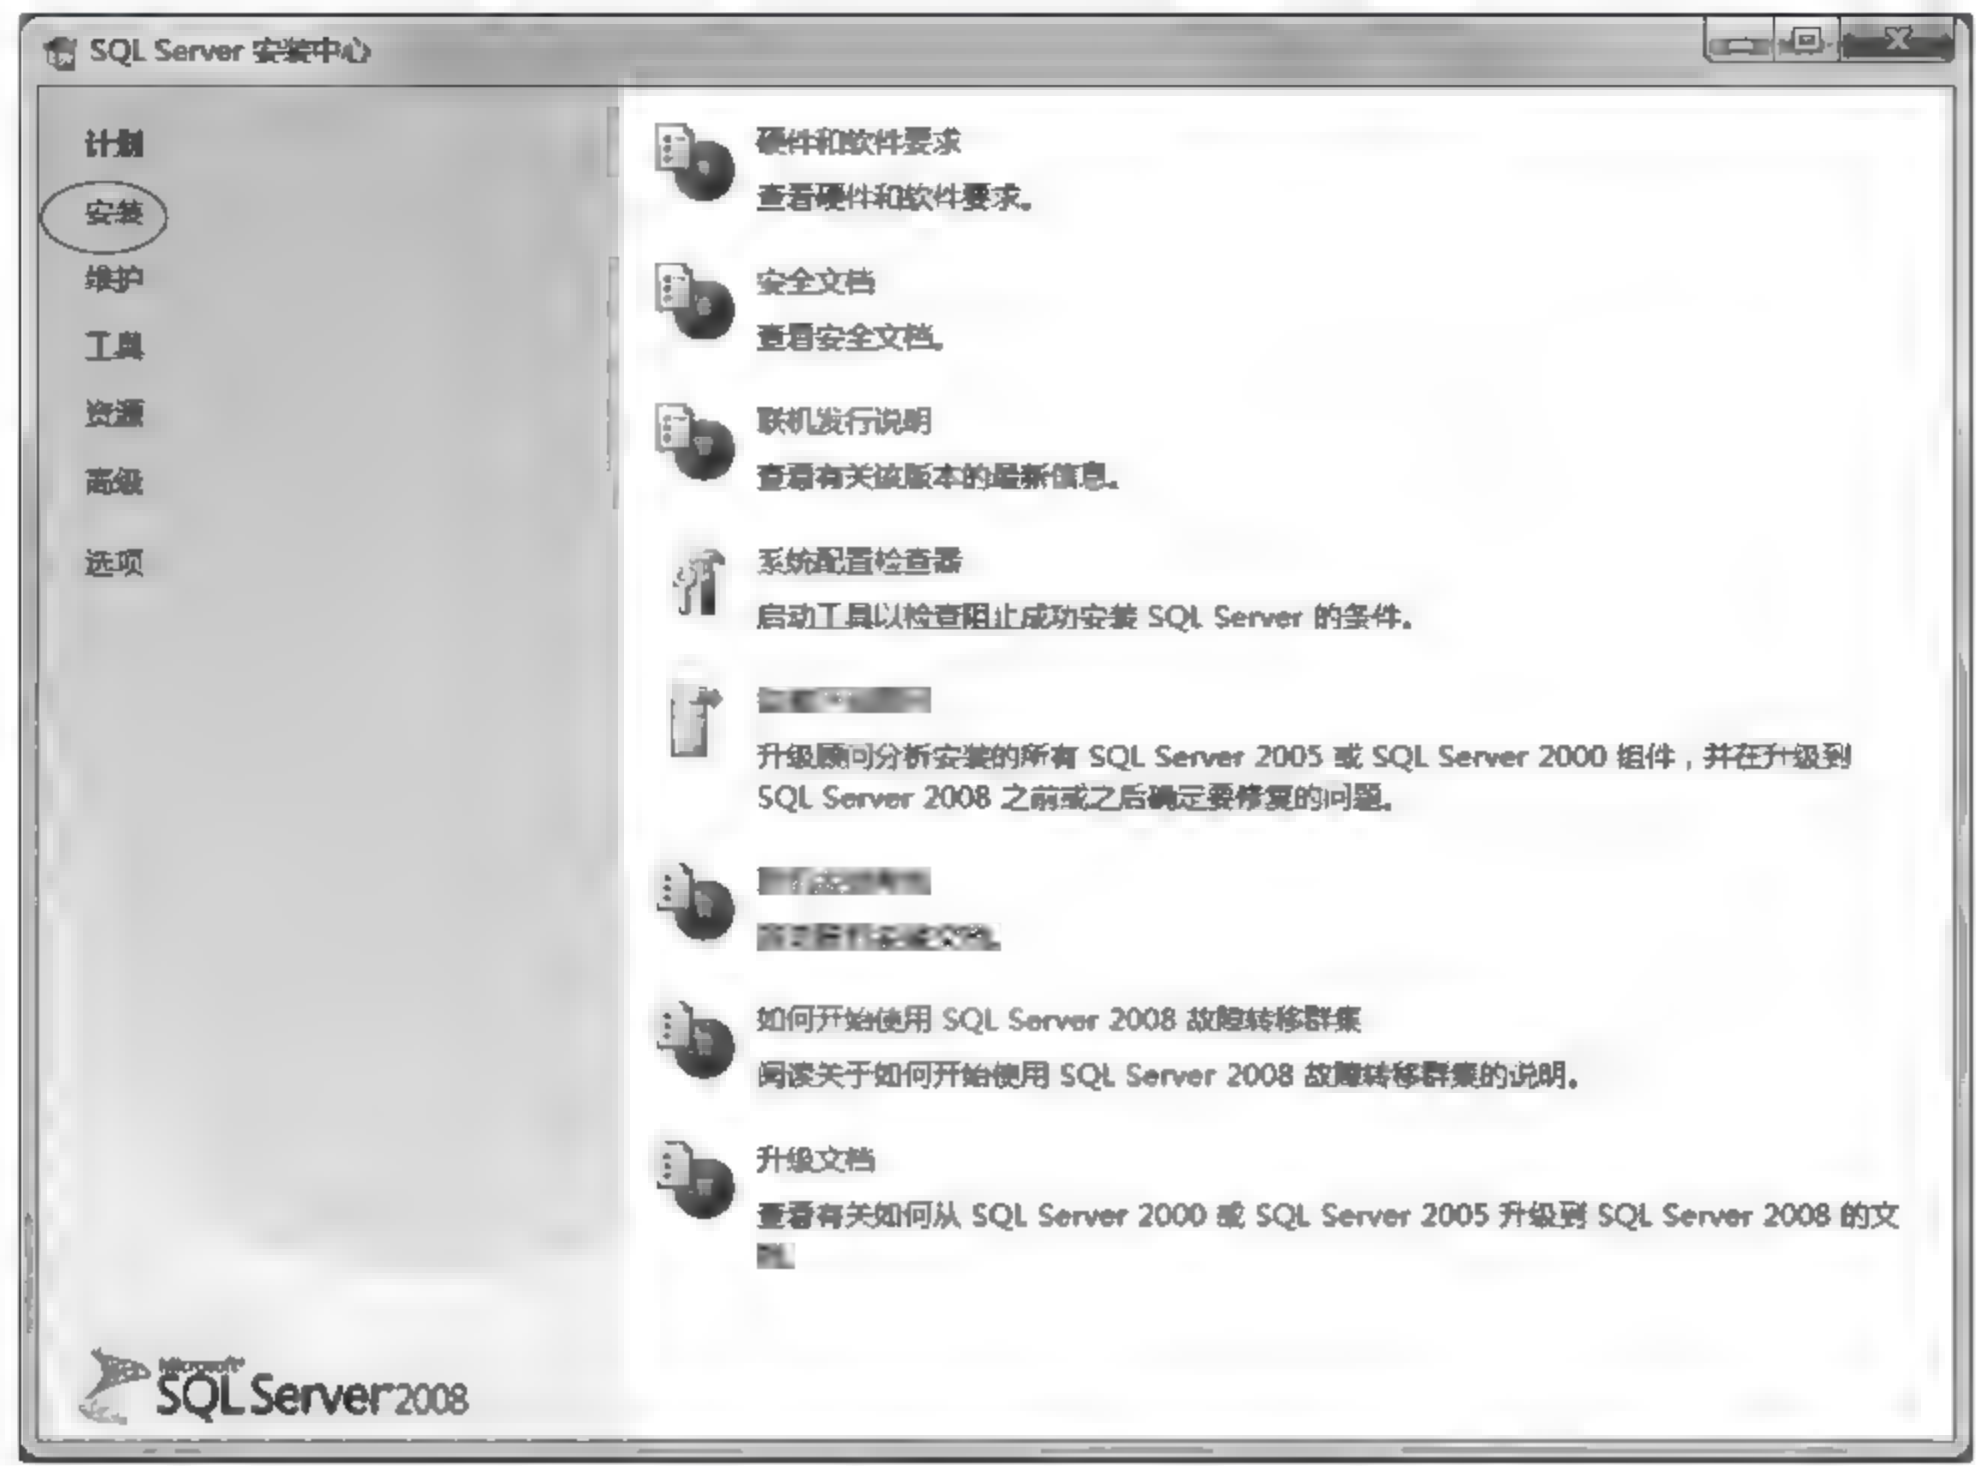 SQL Server 安装中心
计划
安装
维护
工具
资源
高级
选项
硬件和软件要求
查看硬件和软件要求。
安全文档
查看安全文档。
联机发行说明
查看有关该版本的最新信息。
系统配置检查器
启动工具以检查阻止成功安装 SQL Server 的条件。
升级顾问分析安装的所有 SQL Server 2005 或 SQL Server 2000 组件，并在升级到
SQL Server 2008 之前或之后确定要修复的问题。
如何开始使用 SQL Server 2008 故障转移群集
阅读关于如何开始使用 SQL Server 2008 故障转移群集的说明。
升级文档
查看有关如何从 SQL Server 2000 或 SQL Server 2005 升级到 SQL Server 2008 的文
Microsoft
SQL Server 2008